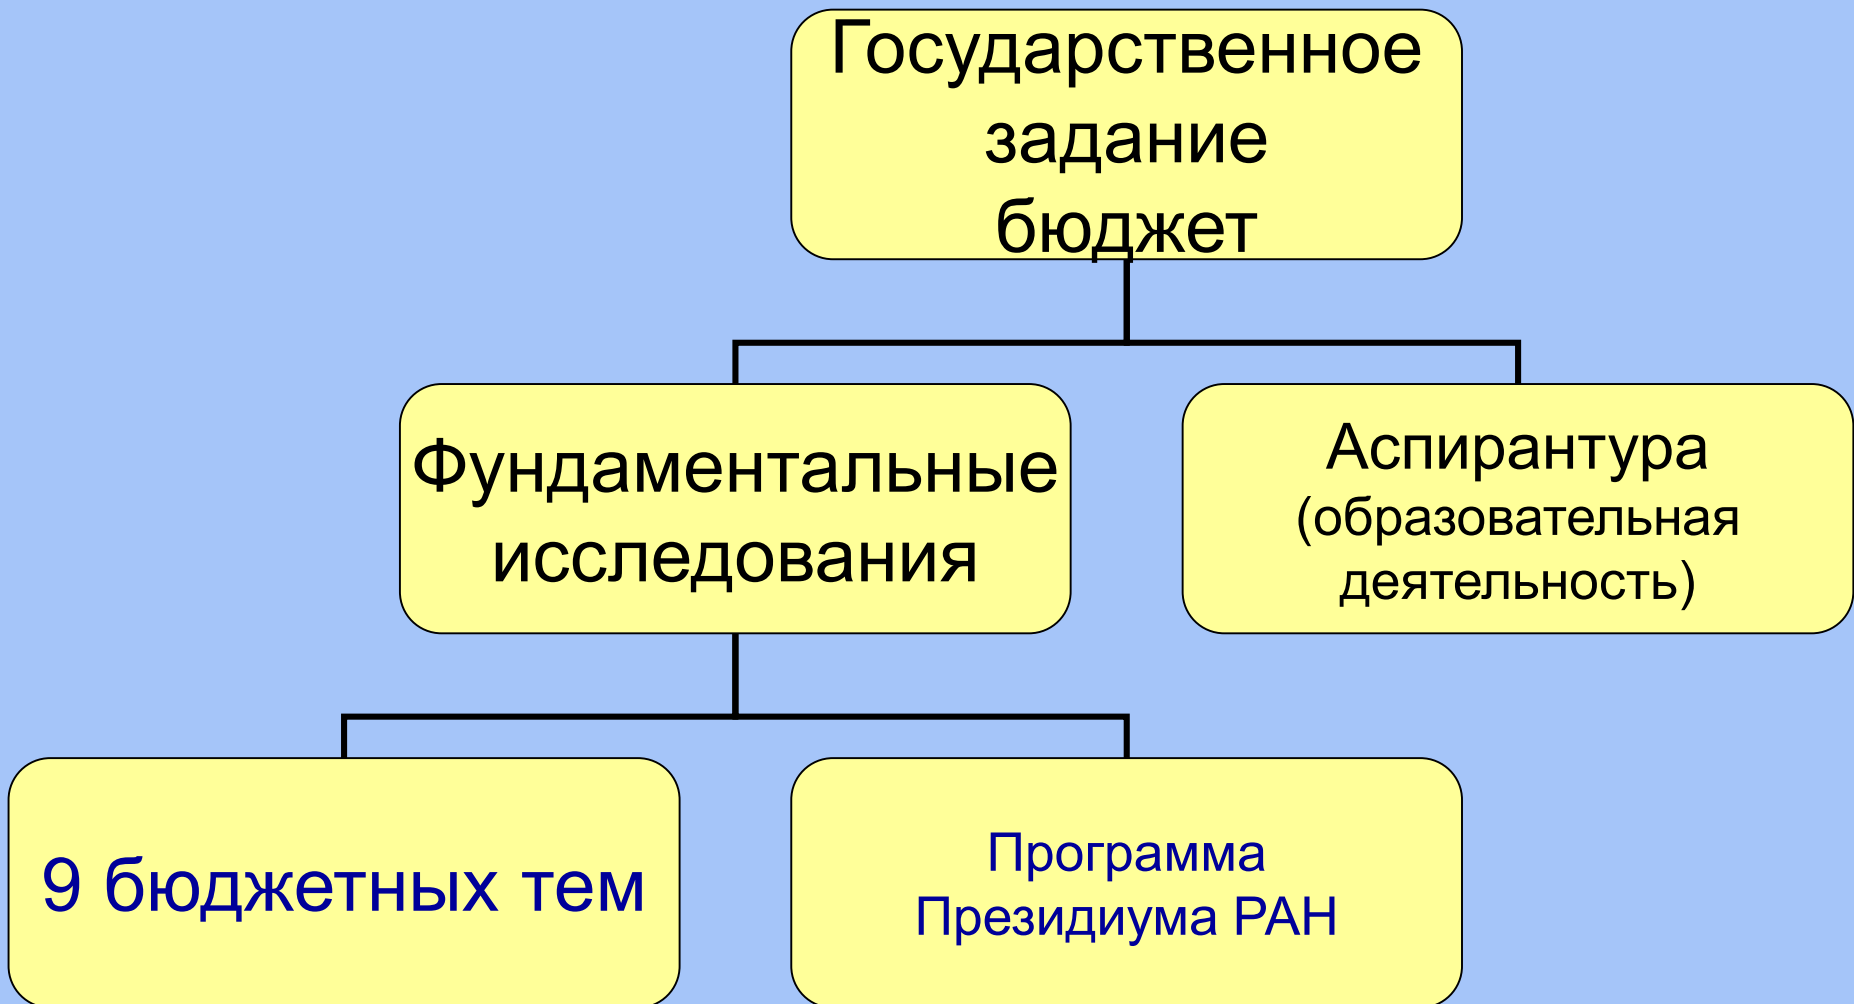 Государственное
задание
бюджет
Фундаментальные
исследования
Аспирантура
(образовательная
деятельность)
9 бюджетных тем
Программа
Президиума РАН